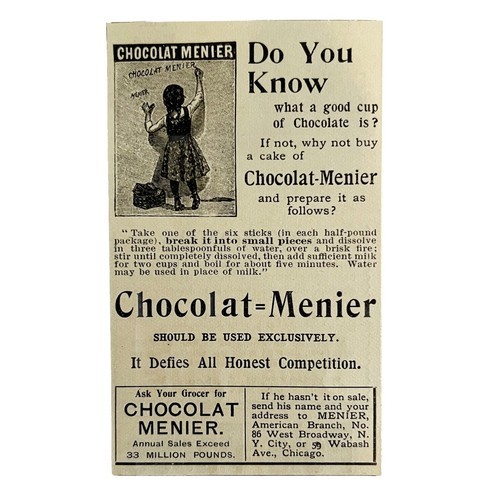 CHOCOLAT MENIER
CHOCOLAT MENIER
MENIER
Do You
Know
what a good cup
of Chocolate is?
If not, why not buy
a cake of
Chocolat-Menier
and prepare it as
follows?
"Take one of the six sticks (in each half-pound
package), break it into small pieces and dissolve
in three tablespoonfuls of water, over a brisk fire;
stir until completely dissolved, then add sufficient milk
for two cups and boil for about five minutes. Water
may be used in place of milk."
Chocolat=Menier
SHOULD BE USED EXCLUSIVELY.
It Defies All Honest Competition.
Ask Your Grocer for
CHOCOLAT
MENIER.
Annual Sales Exceed
33 MILLION POUNDS.
If he hasn't it on sale,
send his name and your
address to MENIER,
American Branch, No.
86 West Broadway, N.
Y. City, or 59 Wabash
Ave., Chicago.